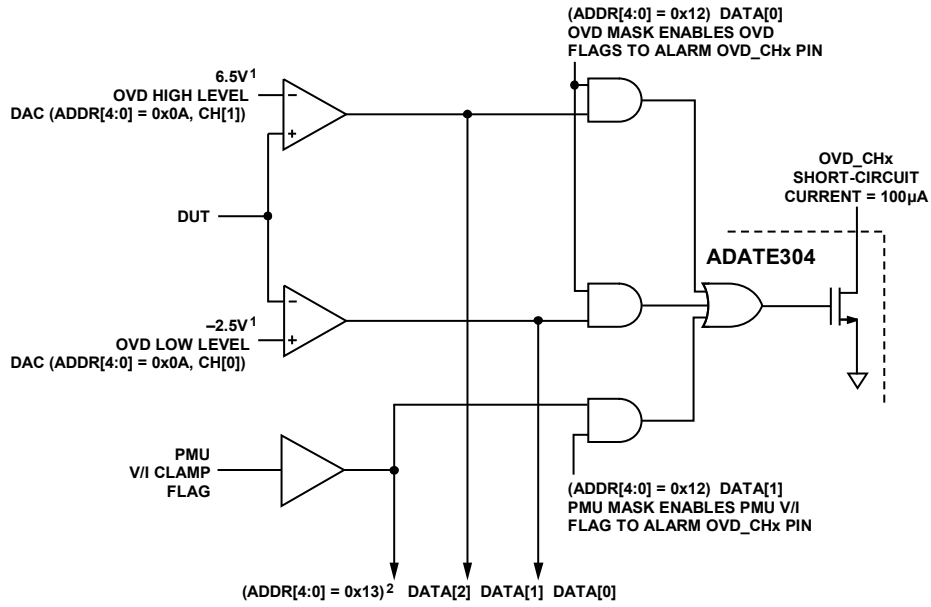 (ADDR[4:0] = 0x12) DATA[0]
OVD MASK ENABLES OVD
FLAGS TO ALARM OVD_CHx PIN
6.5V1
OVD HIGH LEVEL
DAC (ADDR[4:0] = 0x0A, CH[1])
–
+
OVD_CHx
SHORT-CIRCUIT
CURRENT = 100µA
DUT
ADATE304
–
+
–2.5V1
OVD LOW LEVEL
DAC (ADDR[4:0] = 0x0A, CH[0])
PMU
V/I CLAMP
FLAG
(ADDR[4:0] = 0x12) DATA[1]
PMU MASK ENABLES PMU V/I
FLAG TO ALARM OVD_CHx PIN
(ADDR[4:0] = 0x13)2 DATA[2] DATA[1] DATA[0]